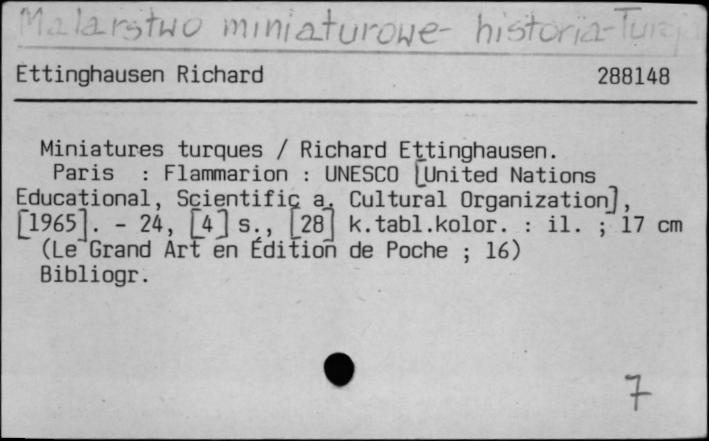 Malarstwo miniaturowe - historia - Turcja
Ettinghausen Richard 288148
Miniatures turques / Richard Ettinghausen.
Paris : Flammarion : UNESCO [United Nations
Educational, Scientific a. Cultural Organization],
[1965]. - 24, [4] s., [28] k.tabl.kolor. : il. ; 17 cm
(Le Grand Art en Édition de Poche ; 16)
Bibliogr.
7